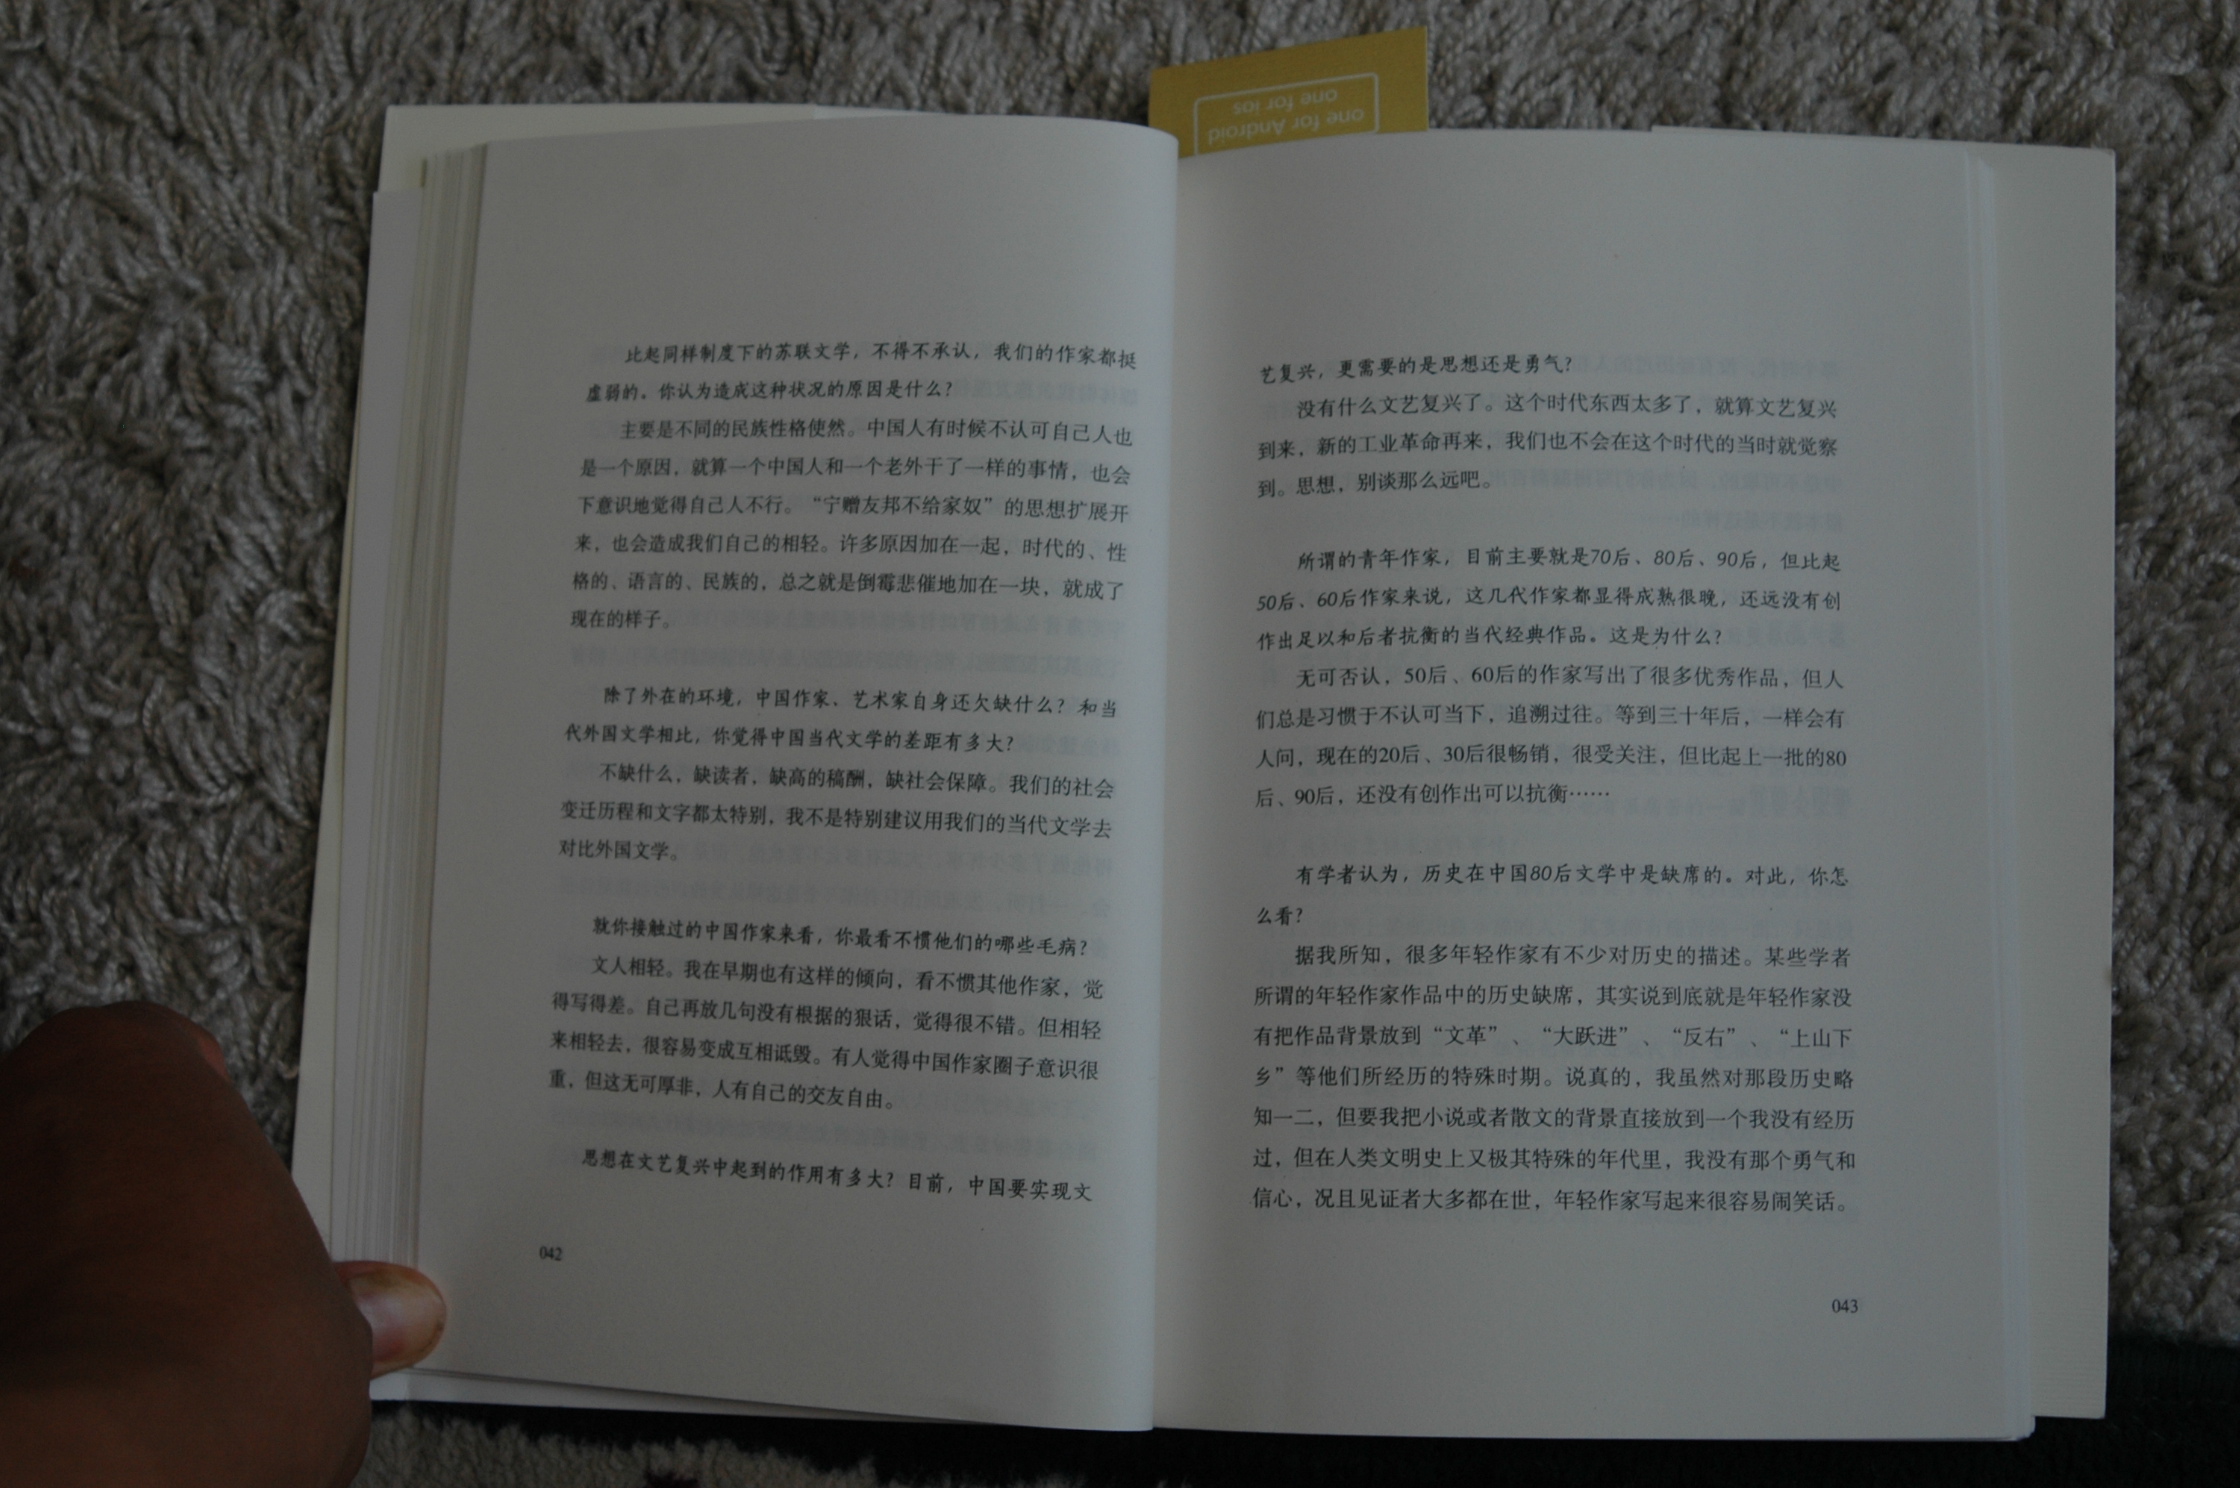 one for Android
one for ios
比起同样制度下的苏联文学，不得不承认，我们的作家都挺
虚弱的。你认为造成这种状况的原因是什么？
主要是不同的民族性格使然。中国人有时候不认可自己人也
是一个原因，就算一个中国人和一个老外干了一样的事情，也会
下意识地觉得自己人不行。“宁赠友邦不给家奴”的思想扩展开
来，也会造成我们自己的相轻。许多原因加在一起，时代的、性
格的、语言的、民族的，总之就是倒霉悲催地加在一块，就成了
现在的样子。
除了外在的环境，中国作家、艺术家自身还欠缺什么？和当
代外国文学相比，你觉得中国当代文学的差距有多大？
不缺什么，缺读者，缺高的稿酬，缺社会保障。我们的社会
变迁历程和文字都太特别，我不是特别建议用我们的当代文学去
对比外国文学。
就你接触过的中国作家来看，你最看不惯他们的哪些毛病？
文人相轻。我在早期也有这样的倾向，看不惯其他作家，觉
得写得差。自己再放几句没有根据的狠话，觉得很不错。但相轻
来相轻去，很容易变成互相诋毁。有人觉得中国作家圈子意识很
重，但这无可厚非，人有自己的交友自由。
思想在文艺复兴中起到的作用有多大？目前，中国要实现文
042
艺复兴，更需要的是思想还是勇气？
没有什么文艺复兴了。这个时代东西太多了，就算文艺复兴
到来，新的工业革命再来，我们也不会在这个时代的当时就觉察
到。思想，别谈那么远吧。
所谓的青年作家，目前主要就是70后、80后、90后，但比起
50后、60后作家来说，这几代作家都显得成熟很晚，还远没有创
作出足以和后者抗衡的当代经典作品。这是为什么？
无可否认，50后、60后的作家写出了很多优秀作品，但人
们总是习惯于不认可当下，追溯过往。等到三十年后，一样会有
人问，现在的20后、30后很畅销，很受关注，但比起上一批的80
后、90后，还没有创作出可以抗衡……
有学者认为，历史在中国80后文学中是缺席的。对此，你怎
么看？
据我所知，很多年轻作家有不少对历史的描述。某些学者
所谓的年轻作家作品中的历史缺席，其实说到底就是年轻作家没
有把作品背景放到“文革”、“大跃进”、“反右”、“上山下
乡”等他们所经历的特殊时期。说真的，我虽然对那段历史略
知一二，但要我把小说或者散文的背景直接放到一个我没有经历
过，但在人类文明史上又极其特殊的年代里，我没有那个勇气和
信心，况且见证者大多都在世，年轻作家写起来很容易闹笑话。
043